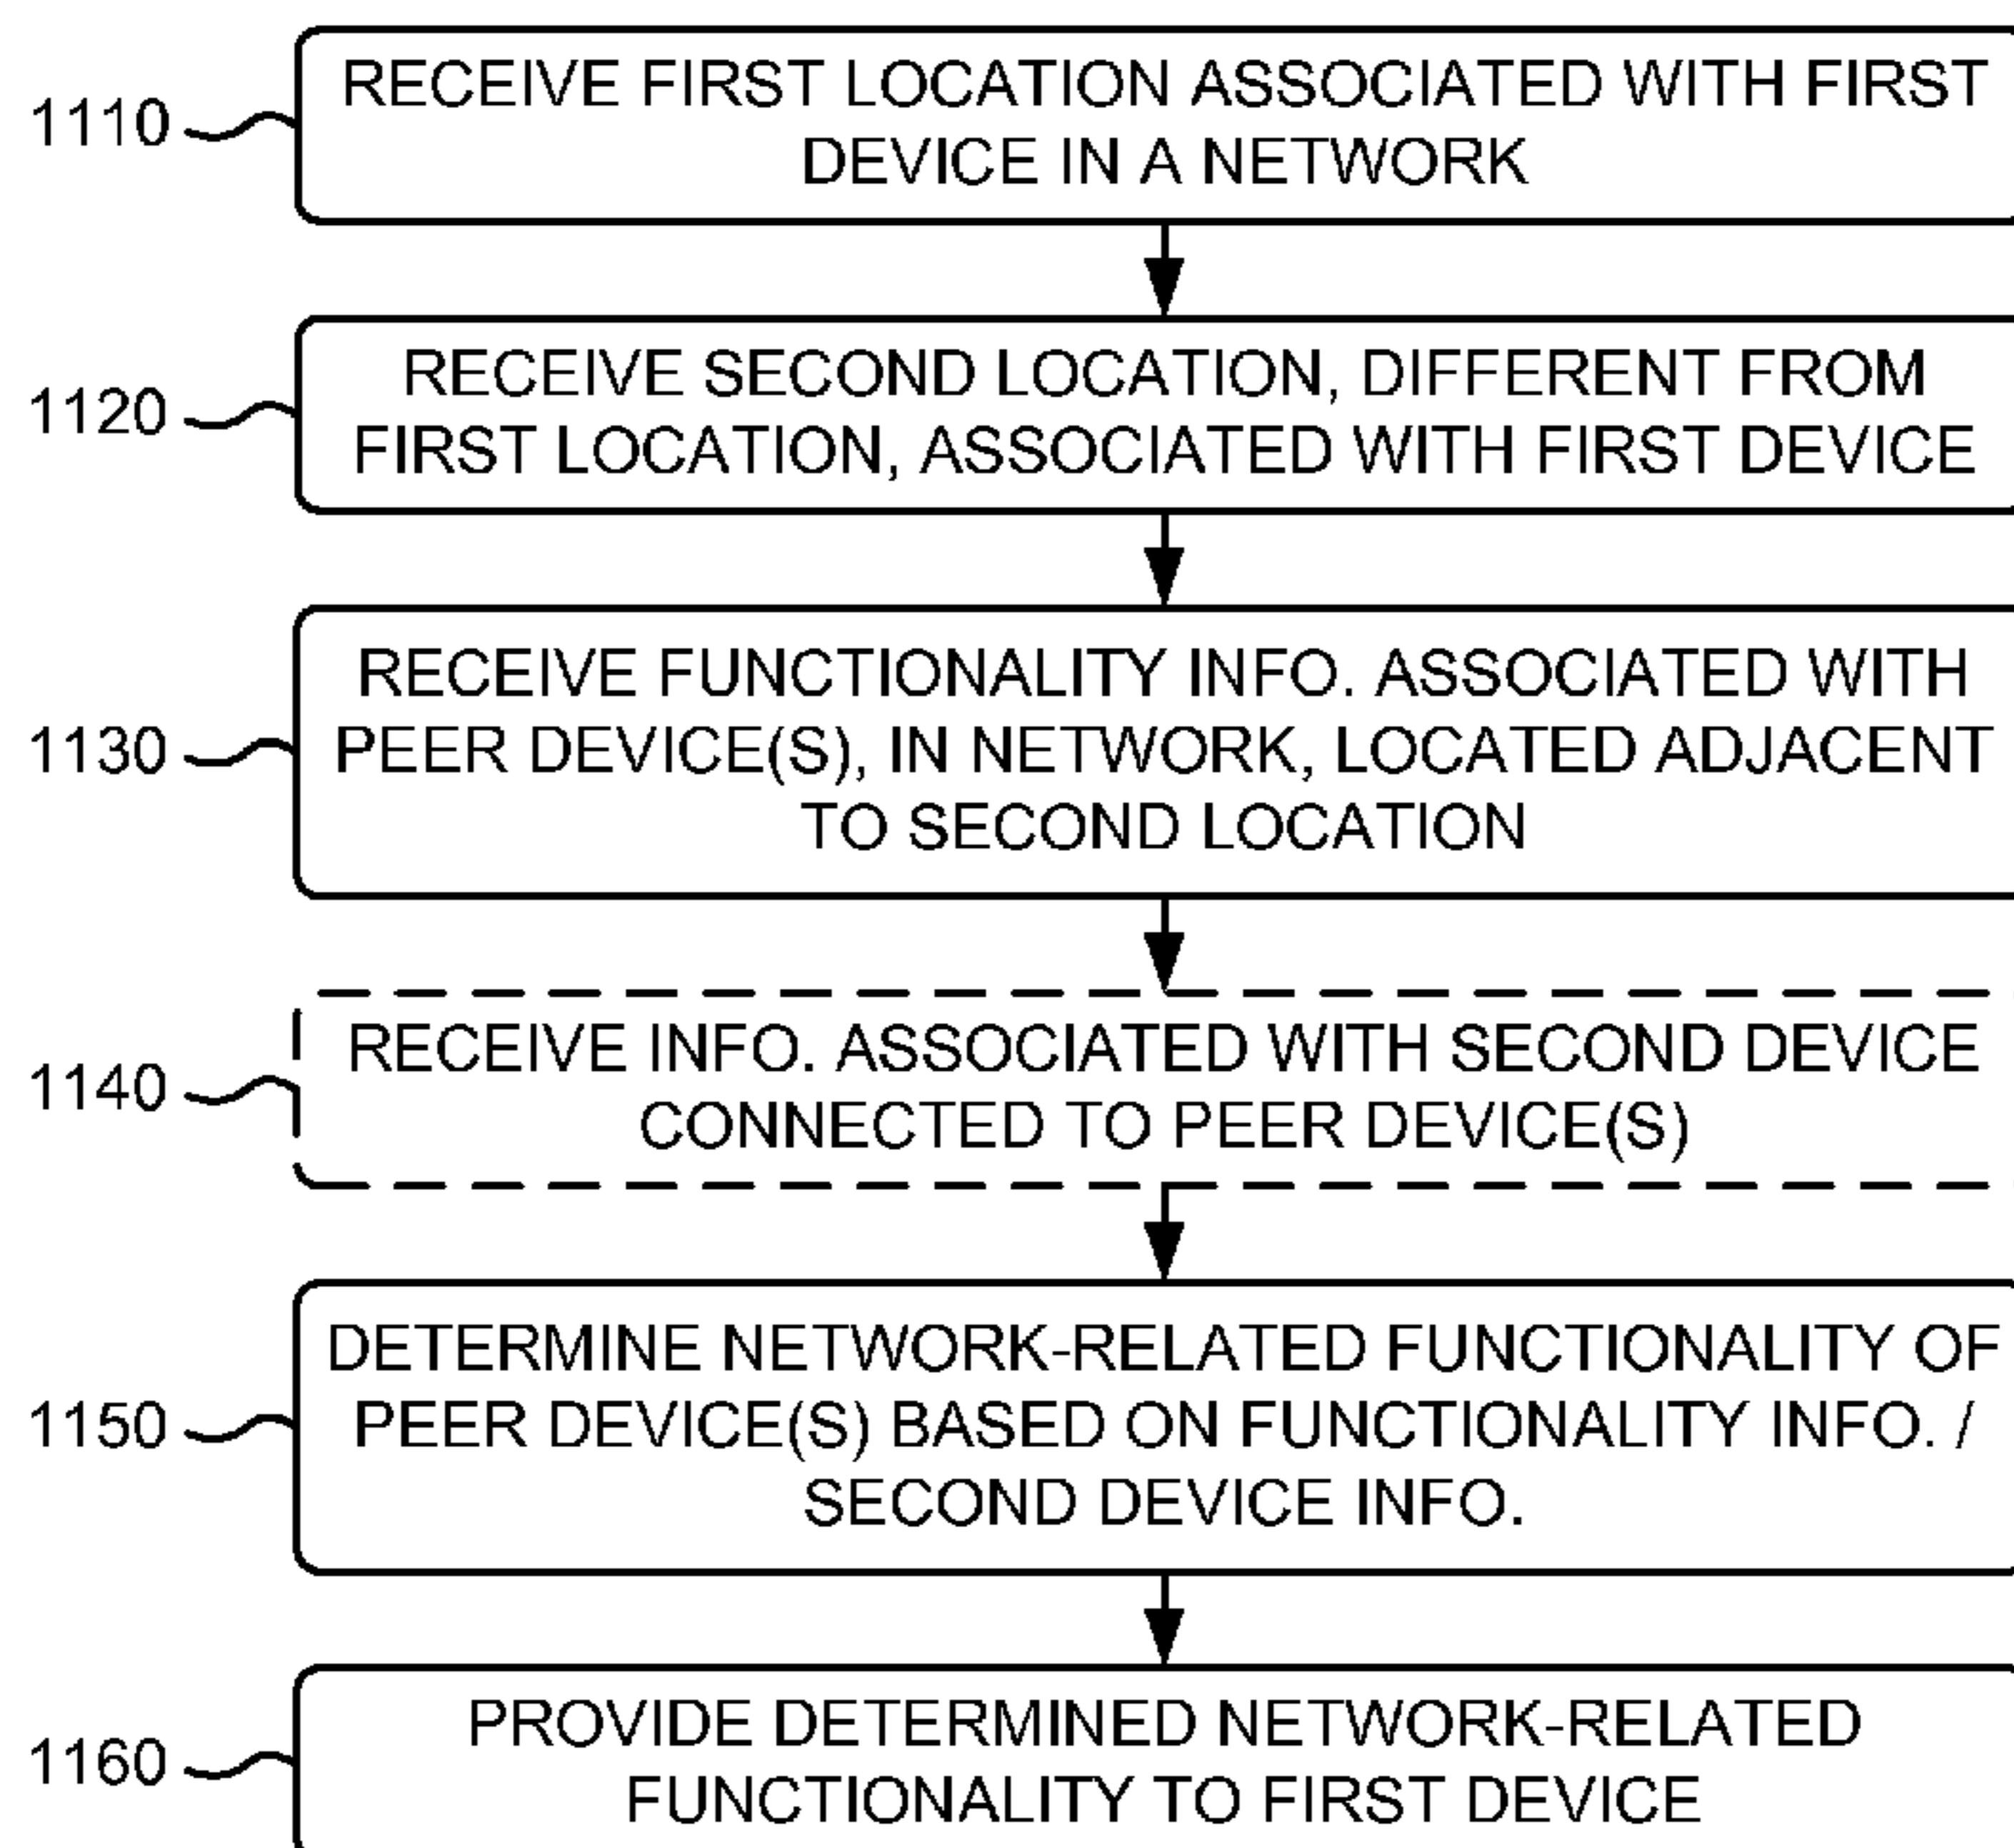 1110
RECEIVE FIRST LOCATION ASSOCIATED WITH FIRST
DEVICE IN A NETWORK
1120
RECEIVE SECOND LOCATION, DIFFERENT FROM
FIRST LOCATION, ASSOCIATED WITH FIRST DEVICE
1130
RECEIVE FUNCTIONALITY INFO. ASSOCIATED WITH
PEER DEVICE(S), IN NETWORK, LOCATED ADJACENT
TO SECOND LOCATION
1140
RECEIVE INFO. ASSOCIATED WITH SECOND DEVICE
CONNECTED TO PEER DEVICE(S)
1150
DETERMINE NETWORK-RELATED FUNCTIONALITY OF
PEER DEVICE(S) BASED ON FUNCTIONALITY INFO. /
SECOND DEVICE INFO.
1160
PROVIDE DETERMINED NETWORK-RELATED
FUNCTIONALITY TO FIRST DEVICE